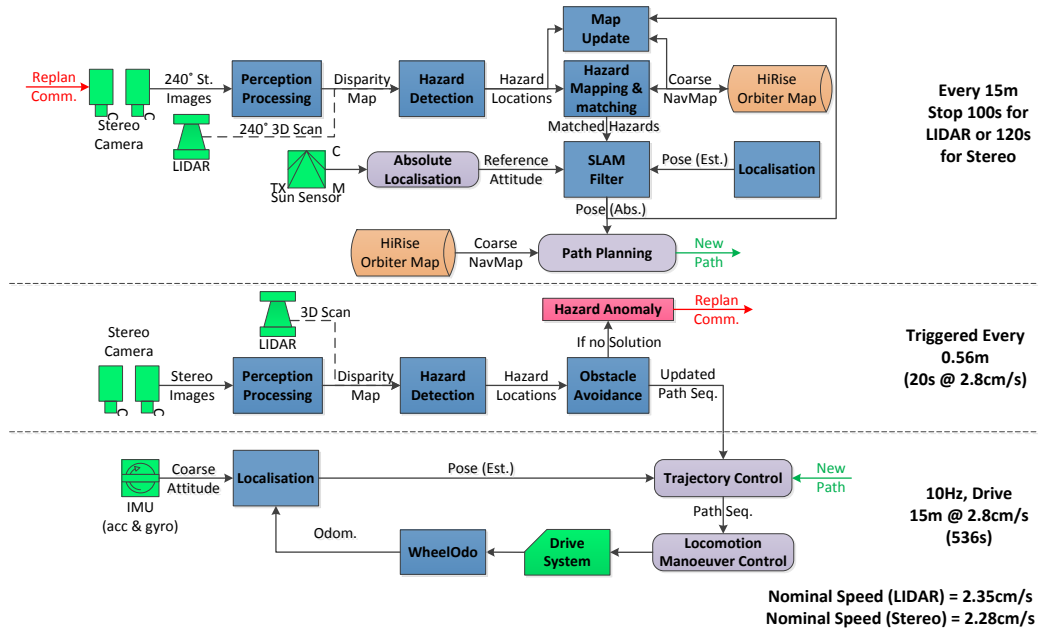 Replan
Comm.
Stereo
Camera
240° St.
Images
LIDAR
240° 3D Scan
Perception
Processing
Disparity
Map
Hazard
Detection
Hazard
Locations
Map
Update
Hazard
Mapping &
matching
Coarse
NavMap
HiRise
Orbiter Map
Matched Hazards
C
TX
M
Sun Sensor
Absolute
Localisation
Reference
Attitude
SLAM
Filter
Pose (Est.)
Localisation
Pose (Abs.)
HiRise
Orbiter Map
Coarse
NavMap
Path Planning
New
Path
Every 15m
Stop 100s for
LIDAR or 120s
for Stereo
Stereo
Camera
Stereo
Images
LIDAR
3D Scan
Perception
Processing
Disparity
Map
Hazard
Detection
Hazard
Locations
Hazard Anomaly
Replan
Comm.
If no Solution
Obstacle
Avoidance
Updated
Path Seq.
Triggered Every
0.56m
(20s @ 2.8cm/s)
IMU
(acc & gyro)
Coarse
Attitude
Localisation
Pose (Est.)
Trajectory Control
New
Path
Path Seq.
Odom.
WheelOdo
Drive
System
Locomotion
Manoeuver Control
10Hz, Drive
15m @ 2.8cm/s
(536s)
Nominal Speed (LIDAR) = 2.35cm/s
Nominal Speed (Stereo) = 2.28cm/s